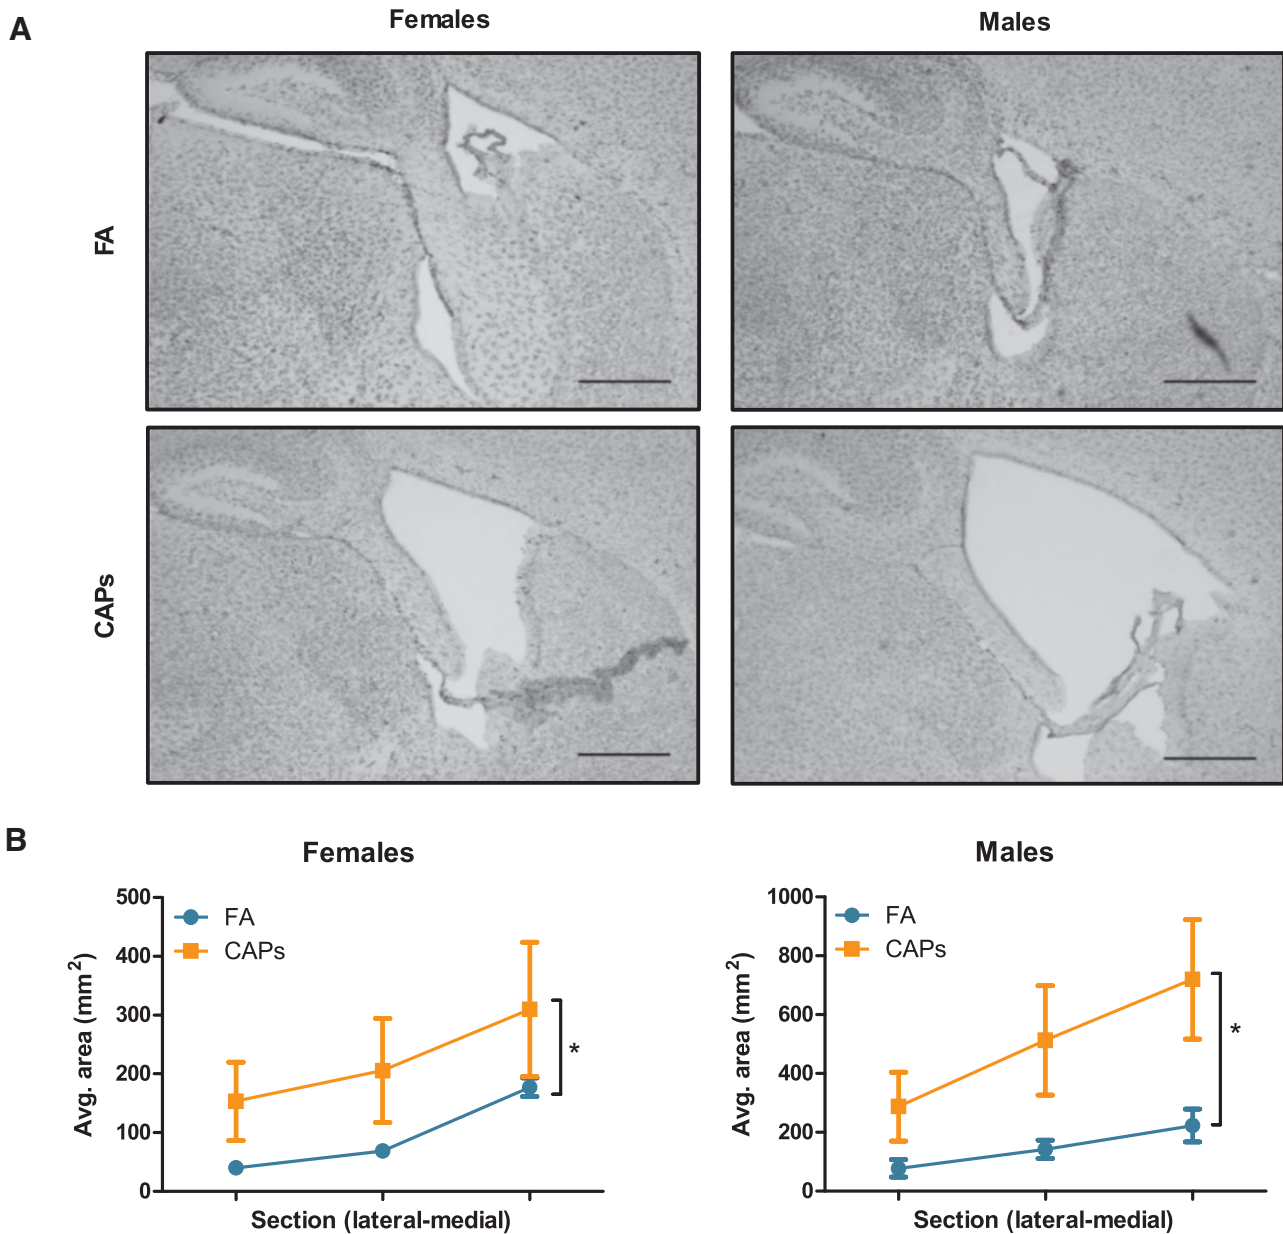 A
Females
Males
FA
CAPs
B
Females
Males
500
400
300
200
100
0
Avg. area (mm²)
FA
CAPs
*
Section (lateral-medial)
1000
800
600
400
200
0
Avg. area (mm²)
FA
CAPs
*
Section (lateral-medial)